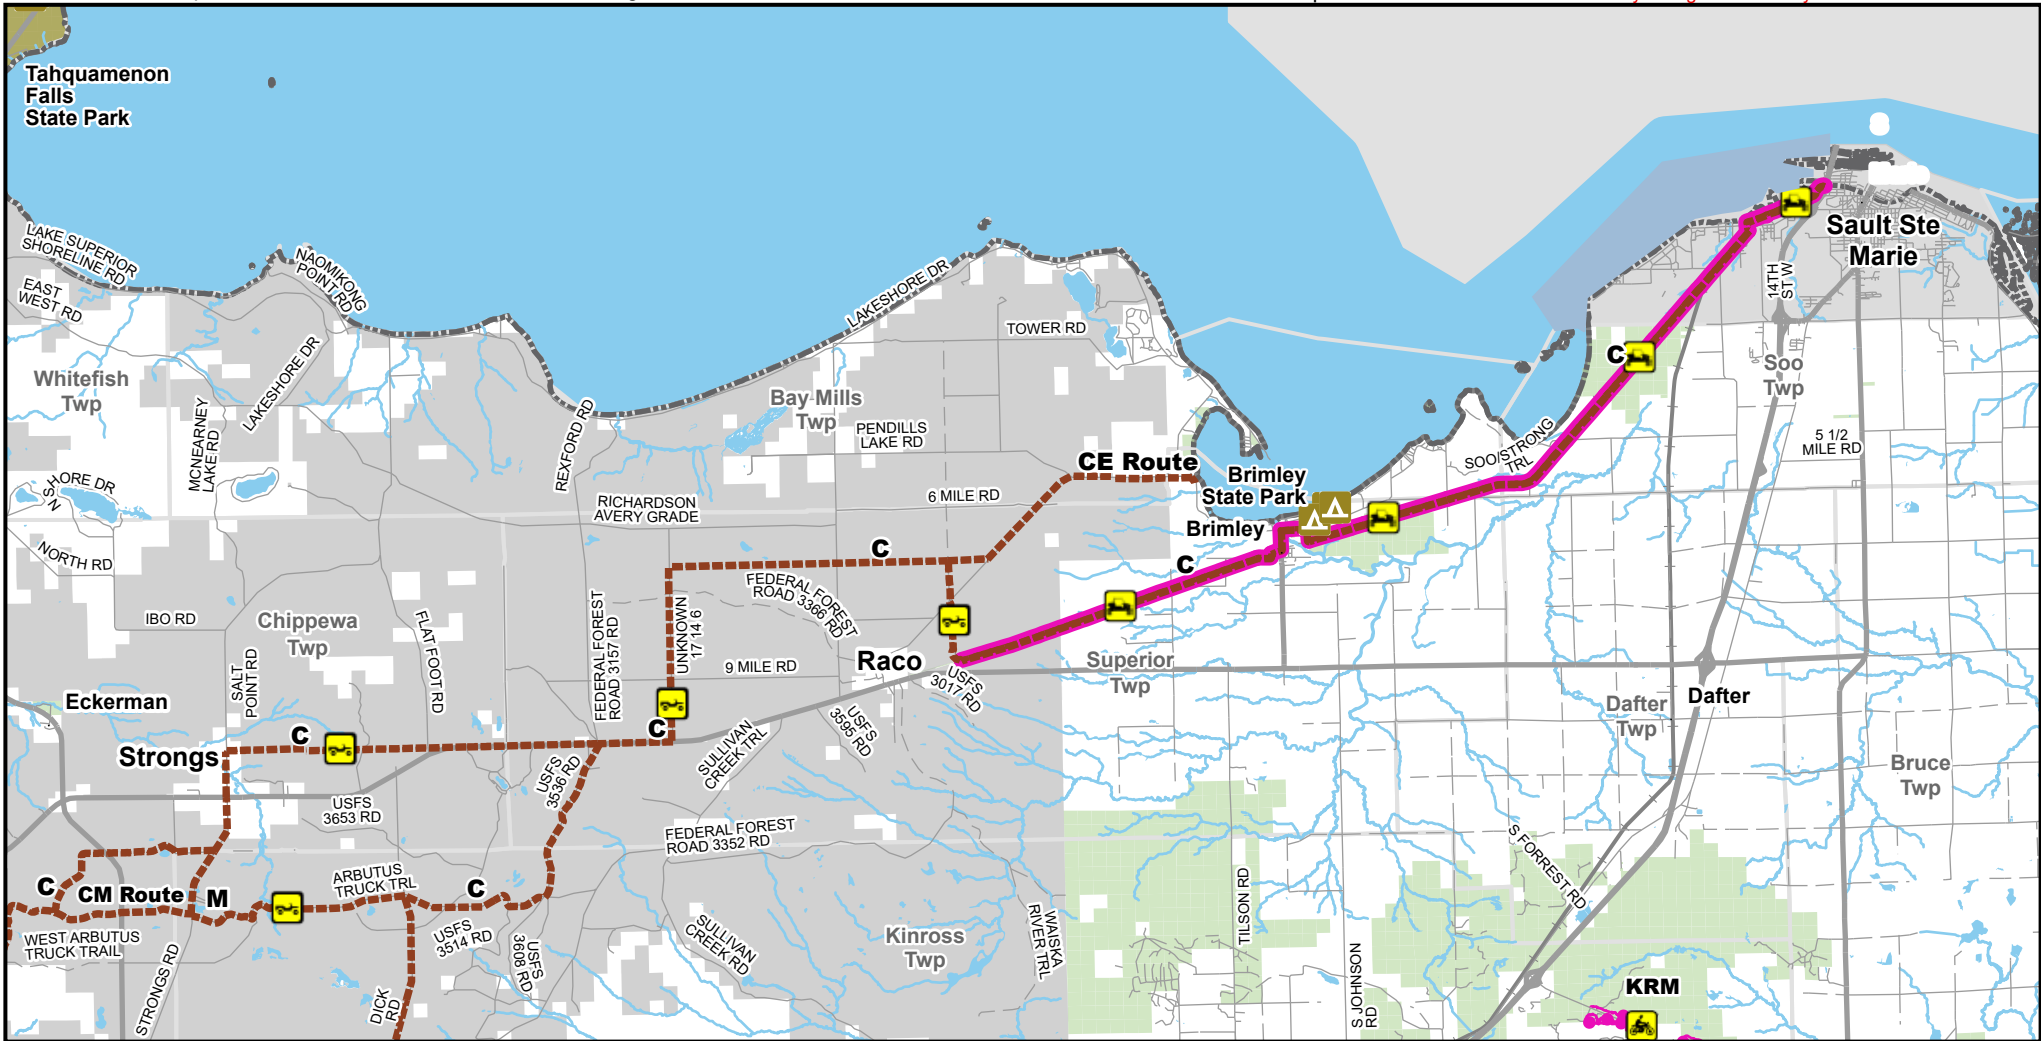 Tahquamenon
Falls
State Park
LAKE SUPERIOR
SHORELINE RD
EAST
WEST RD
NAOMIKONG
POINT RD
LAKESHORE DR
LAKESHORE DR
TOWER RD
Sault Ste
Marie
14TH
ST W
Whitefish
Twp
Bay Mills
Twp
Soo
Twp
C
MCNEARNEY
LAKE RD
REXFORD RD
PENDILLS
LAKE RD
SOO/STRONG
TRL
5 1/2
MILE RD
N SHORE DR
CE Route
Brimley
State Park
Brimley
6 MILE RD
RICHARDSON
AVERY GRADE
NORTH RD
C
C
FEDERAL FOREST
ROAD 3366 RD
IBO RD
Chippewa
Twp
FLAT FOOT RD
FEDERAL FOREST
ROAD 3157 RD
UNKNOWN
17 14 6
9 MILE RD
Raco
Superior
Twp
USFS
3017 RD
SALT
POINT RD
Eckerman
Dafter
Dafter
Twp
Strongs
C
C
SULLIVAN
CREEK TRL
USFS
3595 RD
USFS
3536 RD
Bruce
Twp
USFS
3653 RD
FEDERAL FOREST
ROAD 3352 RD
S FORREST RD
C
CM Route
M
ARBUTUS
TRUCK TRL
C
TILSON RD
WEST ARBUTUS
TRUCK TRAIL
STRONGS RD
USFS
3514 RD
USFS
3608 RD
SULLIVAN
CREEK RD
Kinross
Twp
WAISKA
RIVER TRL
S JOHNSON
RD
DICK
RD
KRM